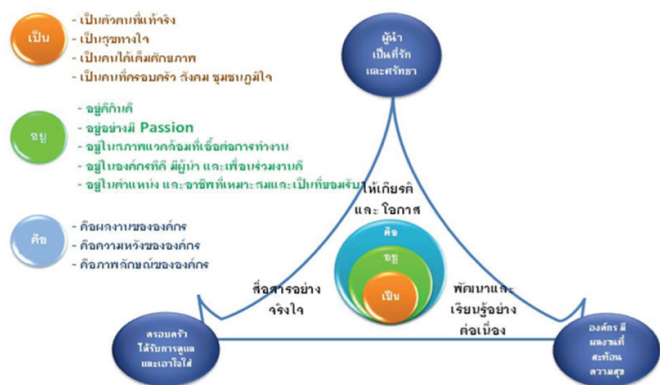 เป็น
- เป็นตัวตนที่แท้จริง
- เป็นสุขทางใจ
- เป็นคนได้เต็มศักยภาพ
- เป็นคนที่ครอบครัว สังคม ชุมชนภูมิใจ
อยู่
- อยู่ดีกินดี
- อยู่อย่างมี Passion
- อยู่ในสภาพแวดล้อมที่เอื้อต่อการทำงาน
- อยู่ในองค์กรที่ดี มีผู้นำ และเพื่อนร่วมงานดี
- อยู่ในตำแหน่ง และอาชีพที่เหมาะสมและเป็นที่ยอมรับ
คือ
- คือผลงานขององค์กร
- คือความหวังขององค์กร
- คือภาพลักษณ์ขององค์กร
ผู้นำ
เป็นที่รัก
และศรัทธา
ให้เกียรติ
และ โอกาส
คือ
อยู่
เป็น
สื่อสารอย่าง
จริงใจ
พัฒนาและ
เรียนรู้อย่าง
ต่อเนื่อง
ครอบครัว
ได้รับการดูแล
และเอาใจใส่
องค์กร มี
ผลงานที่
สะท้อน
ความสุข